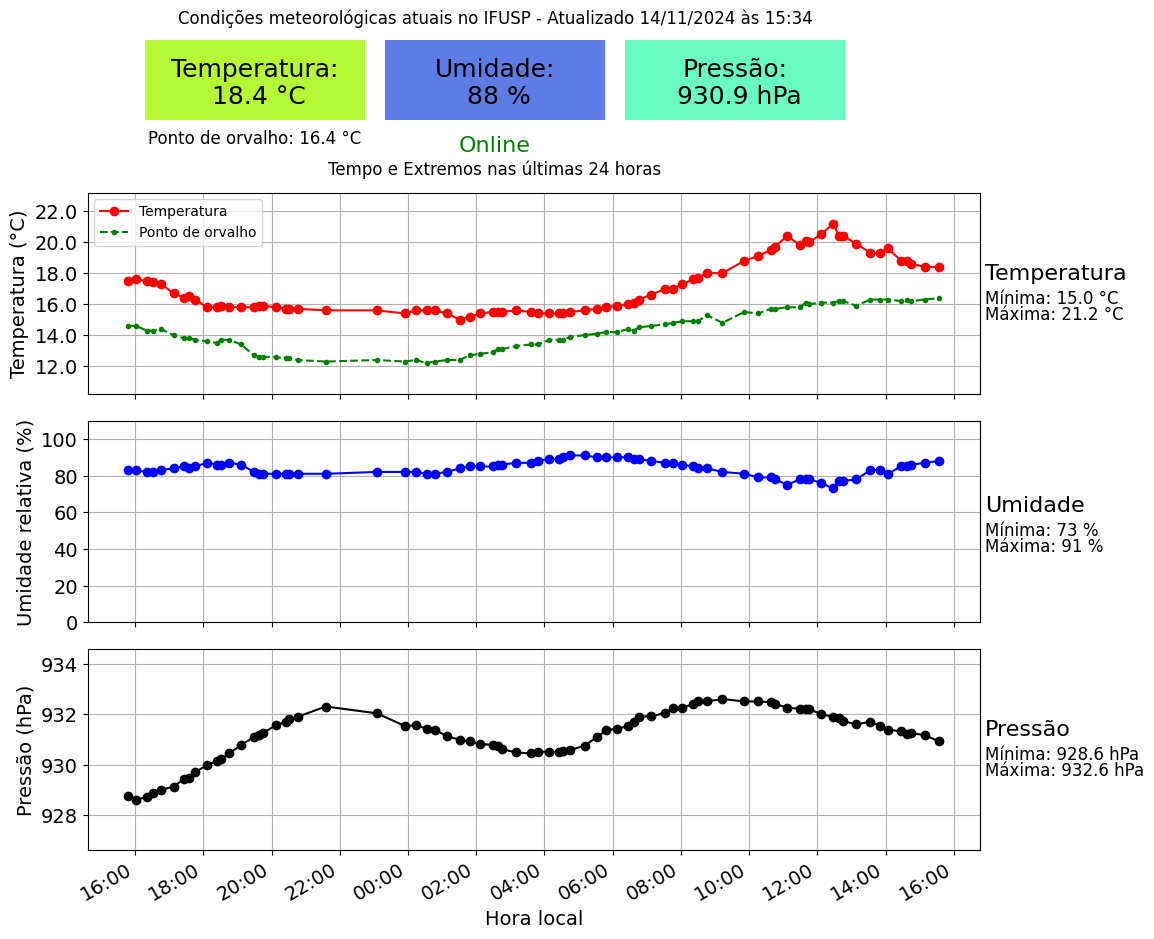 Condições meteorológicas atuais no IFUSP - Atualizado 14/11/2024 às 15:34
Temperatura:
18.4 °C
Umidade:
88 %
Pressão:
930.9 hPa
Ponto de orvalho: 16.4 °C
Online
Tempo e Extremos nas últimas 24 horas
Temperatura (°C)
22.0
20.0
18.0
16.0
14.0
12.0
Temperatura
Ponto de orvalho
Temperatura
Mínima: 15.0 °C
Máxima: 21.2 °C
Umidade relativa (%)
100
80
60
40
20
0
Umidade
Mínima: 73 %
Máxima: 91 %
Pressão (hPa)
934
932
930
928
Pressão
Mínima: 928.6 hPa
Máxima: 932.6 hPa
16:00 18:00 20:00 22:00 00:00 02:00 04:00 06:00 08:00 10:00 12:00 14:00 16:00
Hora local